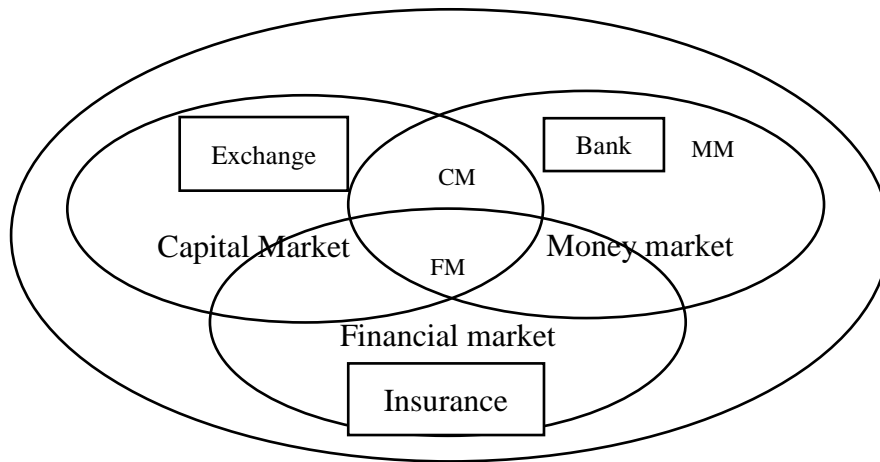 Exchange
Bank
MM
CM
Capital Market
Money market
FM
Financial market
Insurance